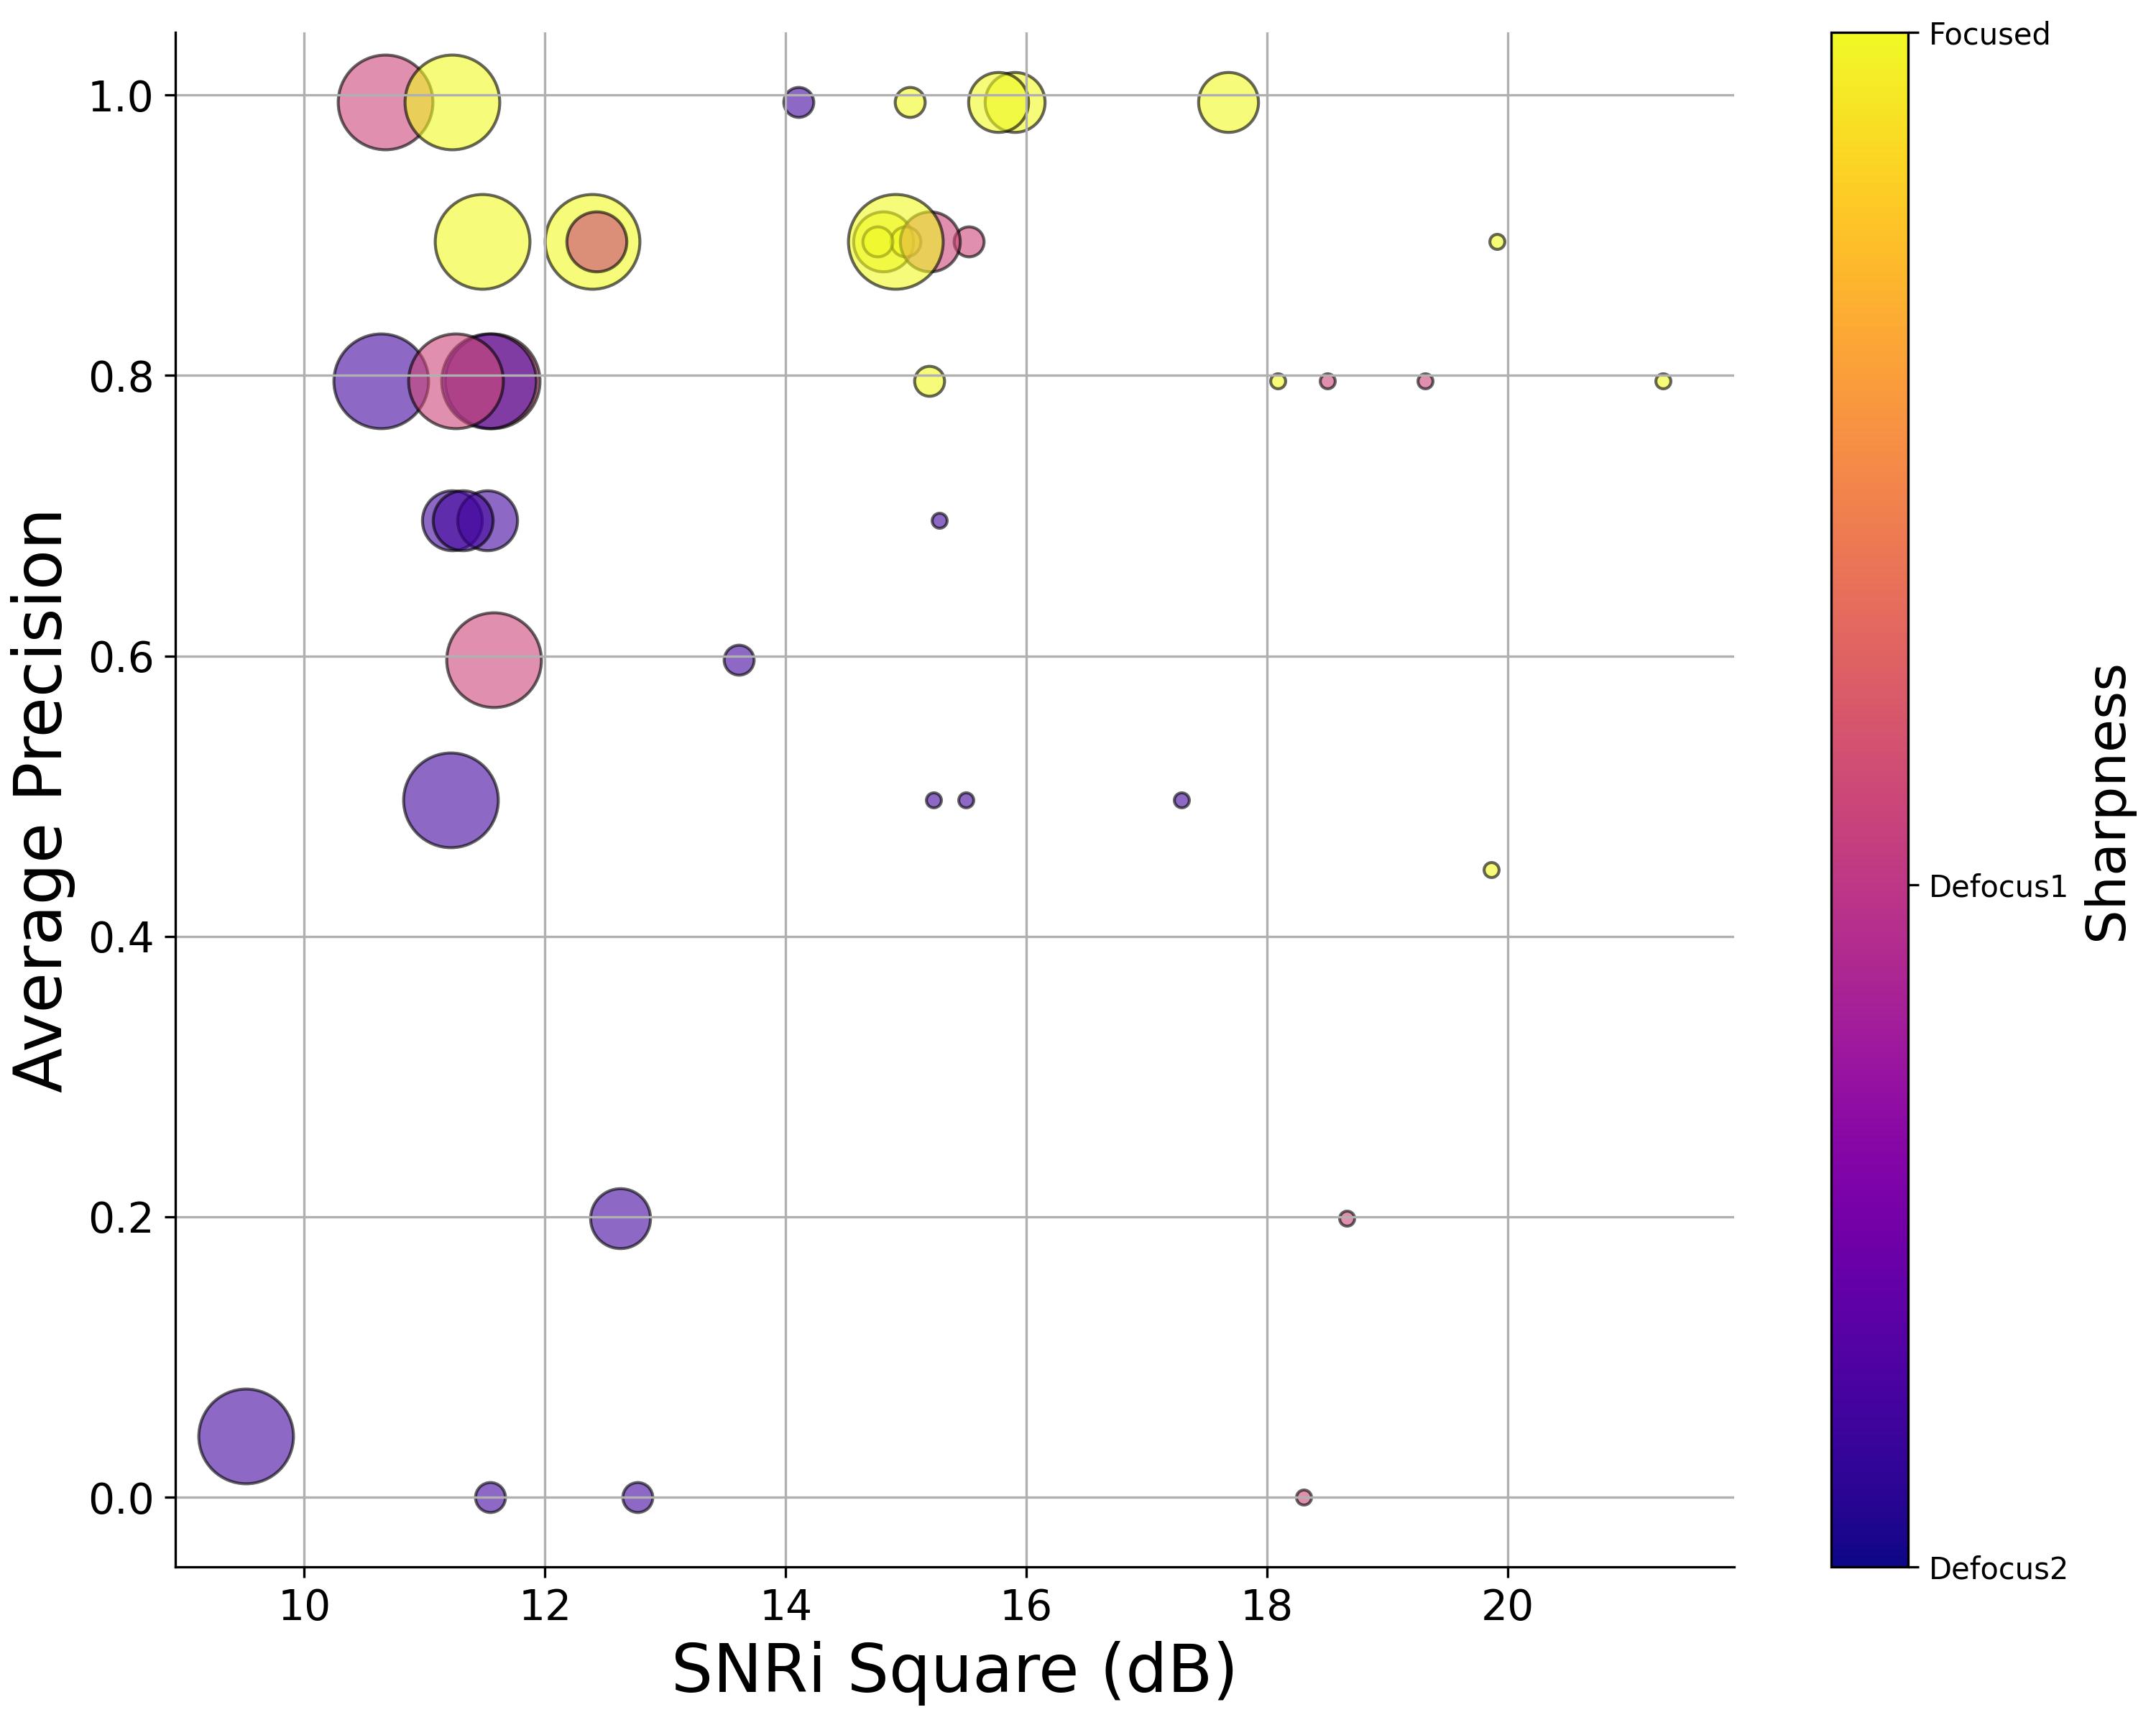 Average Precision
1.0
0.8
0.6
0.4
0.2
0.0
10 12 14 16 18 20
SNRi Square (dB)
Focused
Defocus1
Defocus2
Sharpness